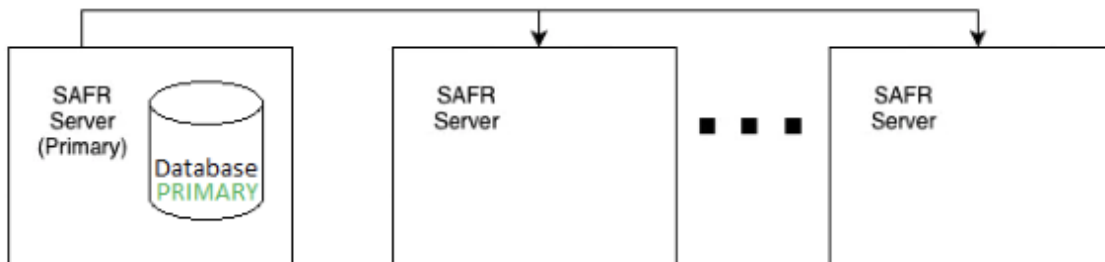 SAFR
Server
(Primary)
Database
PRIMARY
SAFR
Server
SAFR
Server